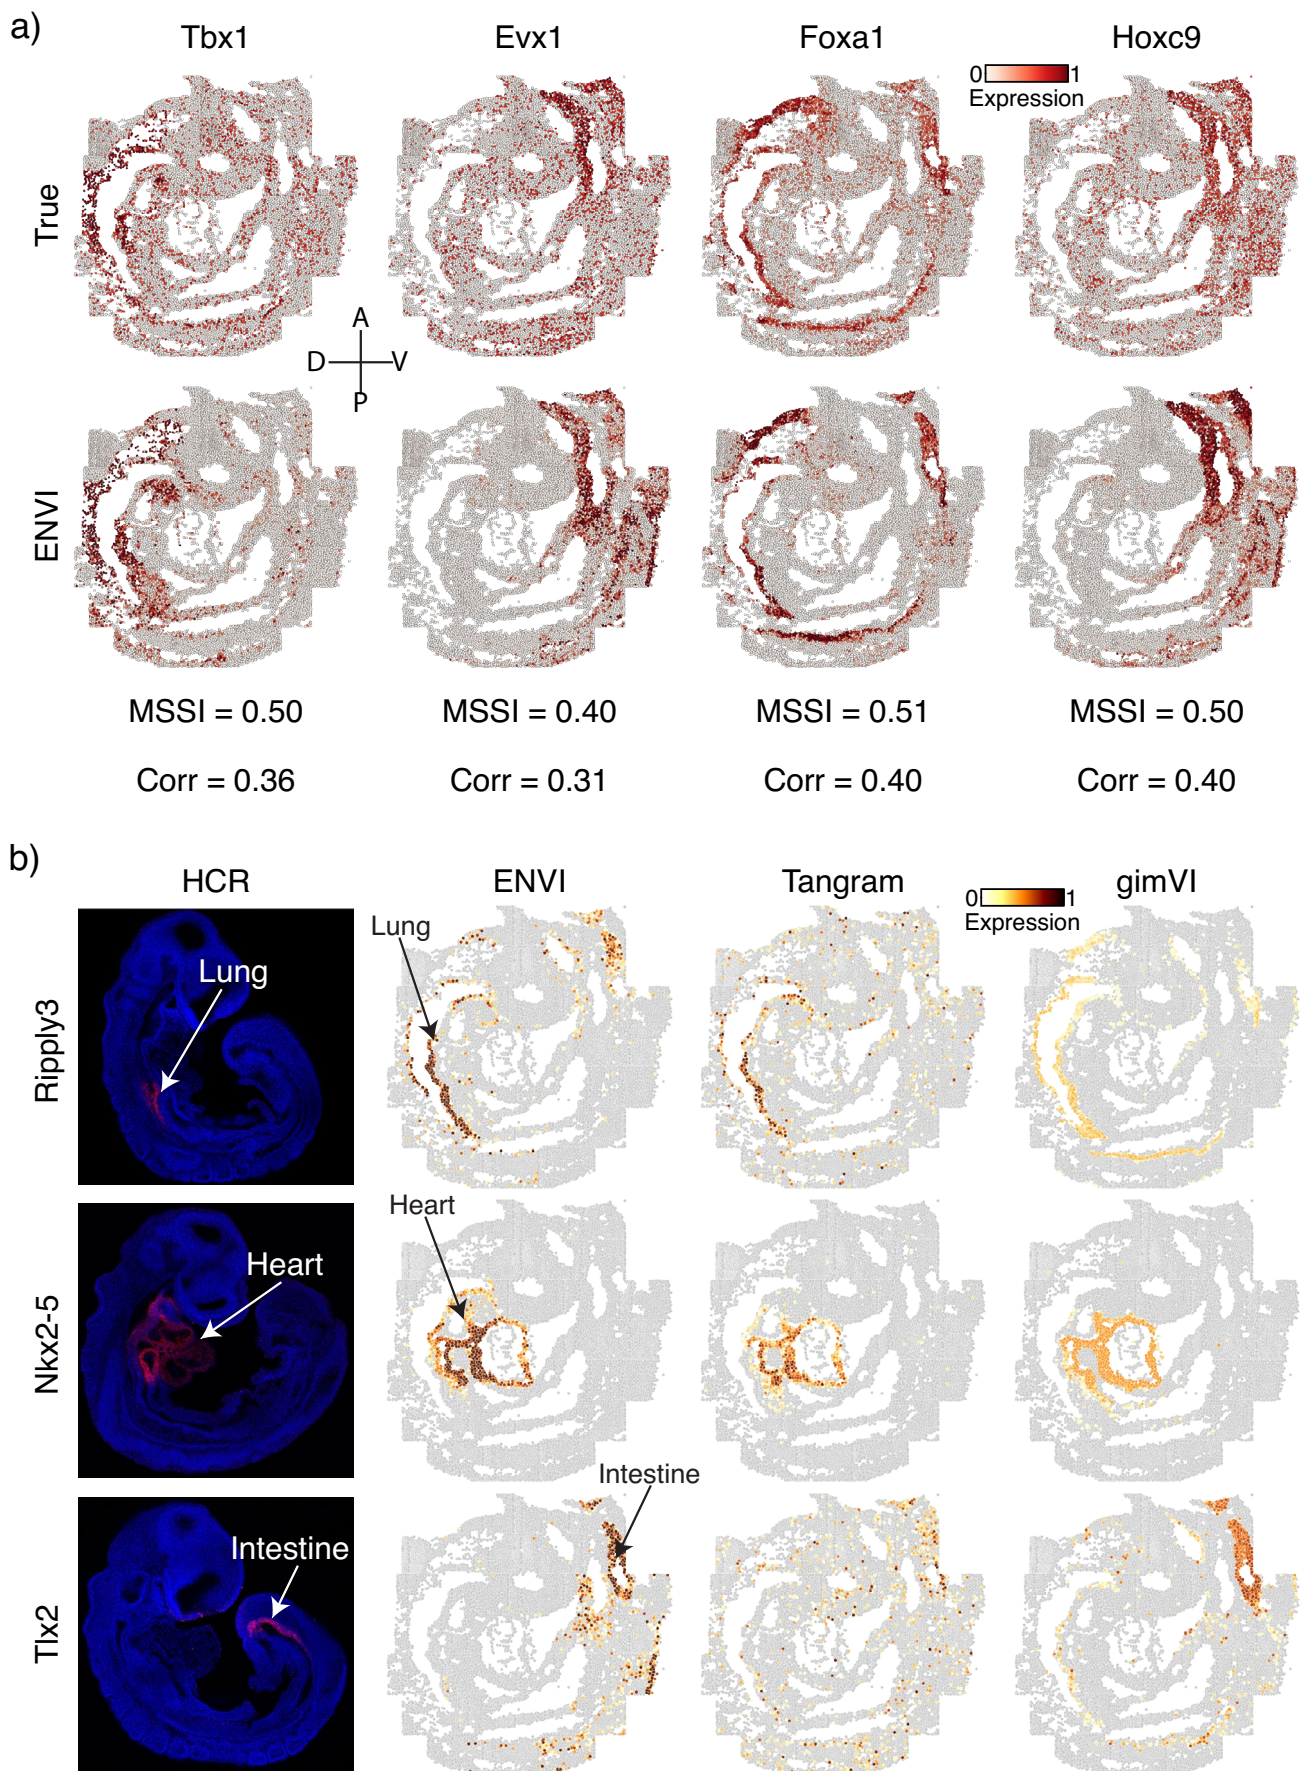 a)
Tbx1
Evx1
Foxa1
Hoxc9
0 1
Expression
True
A
D V
P
ENVI
MSSI = 0.50
MSSI = 0.40
MSSI = 0.51
MSSI = 0.50
Corr = 0.36
Corr = 0.31
Corr = 0.40
Corr = 0.40
b)
HCR
ENVI
Tangram
gimVI
0 1
Expression
Ripply3
Lung
Lung
Nkx2-5
Heart
Heart
Tlx2
Intestine
Intestine